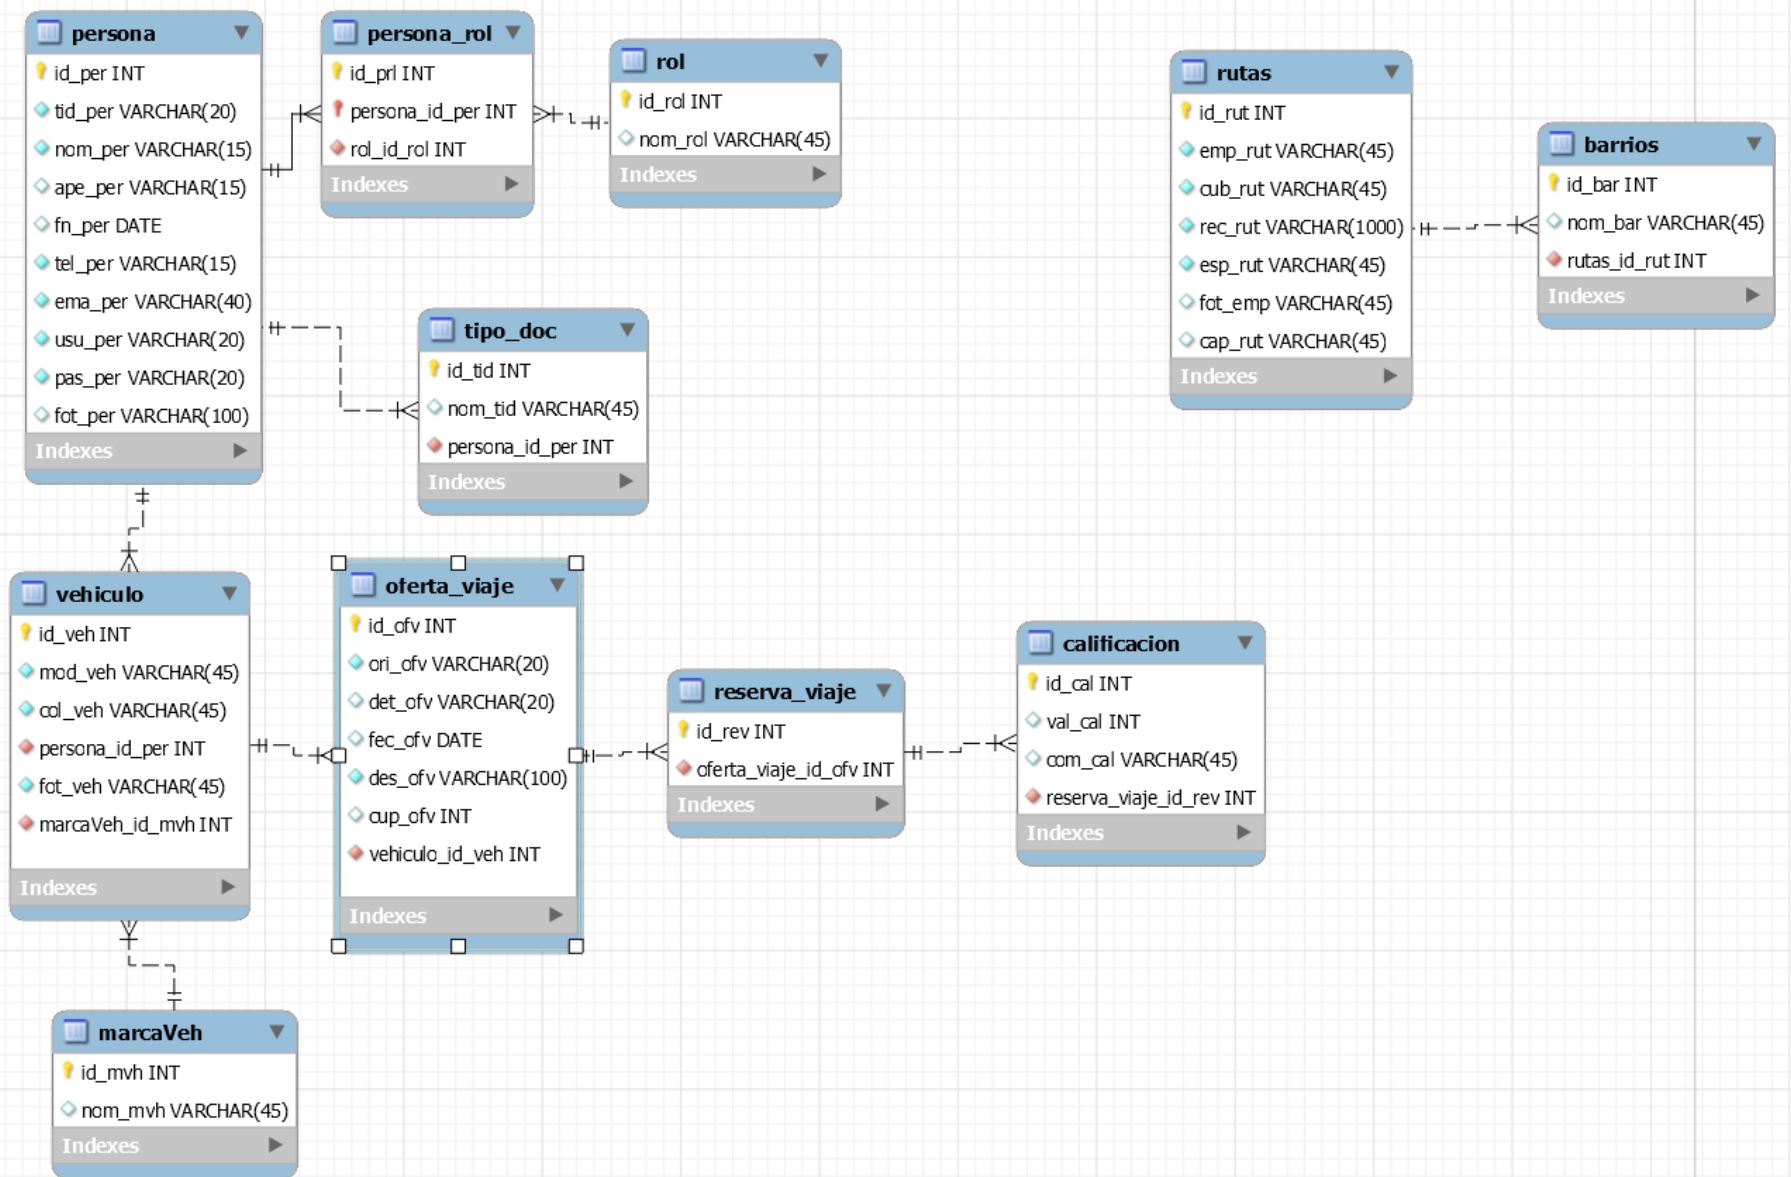 persona
id_per INT
tid_per VARCHAR(20)
nom_per VARCHAR(15)
ape_per VARCHAR(15)
fn_per DATE
tel_per VARCHAR(15)
ema_per VARCHAR(40)
usu_per VARCHAR(20)
pas_per VARCHAR(20)
fot_per VARCHAR(100)
Indexes
persona_rol
id_prl INT
persona_id_per INT
rol_id_rol INT
Indexes
rol
id_rol INT
nom_rol VARCHAR(45)
Indexes
rutas
id_rut INT
emp_rut VARCHAR(45)
cub_rut VARCHAR(45)
rec_rut VARCHAR(1000)
esp_rut VARCHAR(45)
fot_emp VARCHAR(45)
cap_rut VARCHAR(45)
Indexes
barrios
id_bar INT
nom_bar VARCHAR(45)
rutas_id_rut INT
Indexes
tipo_doc
id_tid INT
nom_tid VARCHAR(45)
persona_id_per INT
Indexes
vehiculo
id_veh INT
mod_veh VARCHAR(45)
col_veh VARCHAR(45)
persona_id_per INT
fot_veh VARCHAR(45)
marcaVeh_id_mvh INT
Indexes
oferta_viaje
id_ofv INT
ori_ofv VARCHAR(20)
det_ofv VARCHAR(20)
fec_ofv DATE
des_ofv VARCHAR(100)
cup_ofv INT
vehiculo_id_veh INT
Indexes
reserva_viaje
id_rev INT
oferta_viaje_id_ofv INT
Indexes
calificacion
id_cal INT
val_cal INT
com_cal VARCHAR(45)
reserva_viaje_id_rev INT
Indexes
marcaVeh
id_mvh INT
nom_mvh VARCHAR(45)
Indexes